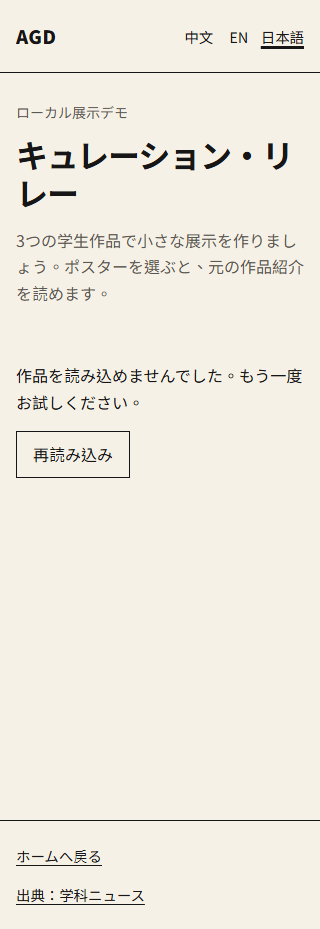 AGD
中文 EN 日本語
ローカル展示デモ
キュレーション・リ
レー
3つの学生作品で小さな展示を作りまし
ょう。ポスターを選ぶと、元の作品紹介
を読めます。
作品を読み込めませんでした。もう一度
お試しください。
再読み込み
ホームへ戻る
出典：学科ニュース